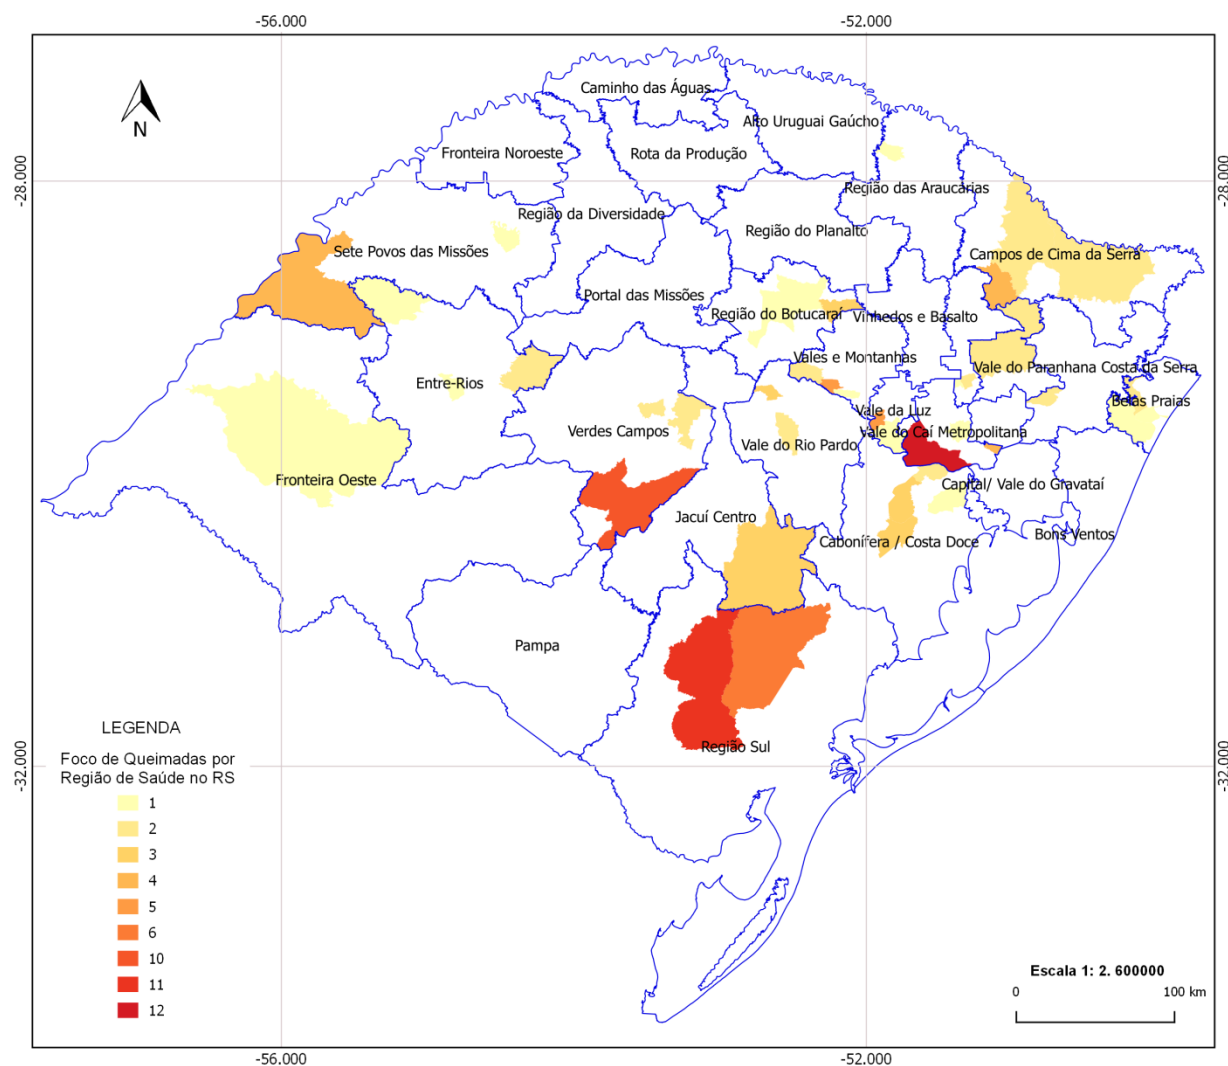 -56.000
-52.000
Caminho das Águas
Alto Uruguai Gaúcho
N
Fronteira Noroeste
Rota da Produção
-28.000
-28.000
Região das Araucárias
Região da Diversidade
Região do Planalto
Sete Povos das Missões
Campos de Cima da Serra
Portal das Missões
Região do Botucaraí
Vinhedos e Basalto
Vales e Montanhas
Vale do Paranhana Costa da Serra
Entre-Rios
Belas Praias
Vale da Luz
Verdes Campos
Vale do Caí Metropolitana
Vale do Rio Pardo
Fronteira Oeste
Capital/ Vale do Gravataí
Jacuí Centro
Bons Ventos
Cabonífera / Costa Doce
Pampa
LEGENDA
Região Sul
Foco de Queimadas por
Região de Saúde no RS
-32.000
-32.000
1
2
3
4
5
6
10
11
12
Escala 1: 2. 600000
0
100 km
-56.000
-52.000